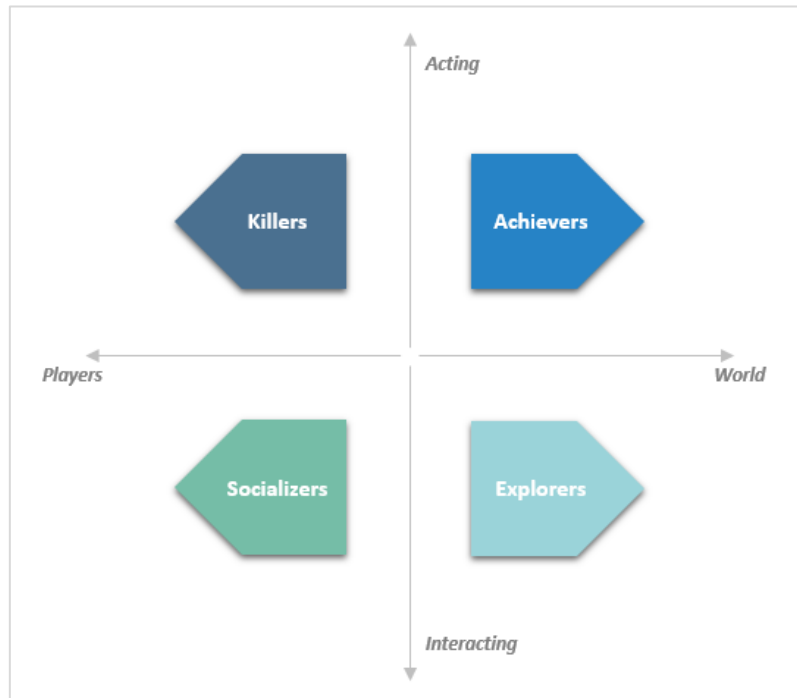 Acting
Killers
Achievers
Players
World
Socializers
Explorers
Interacting